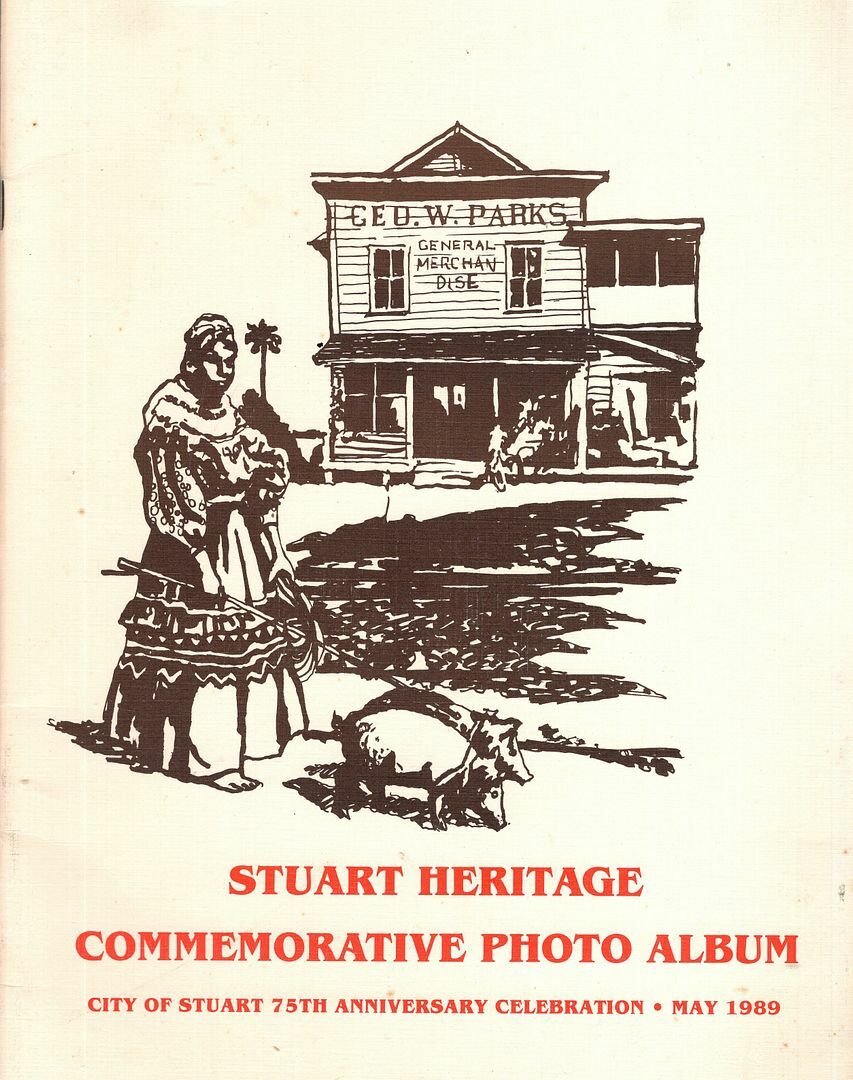 GEO. W. PARKS
GENERAL
MERCHAN
DISE
STUART HERITAGE
COMMEMORATIVE PHOTO ALBUM
CITY OF STUART 75TH ANNIVERSARY CELEBRATION • MAY 1989